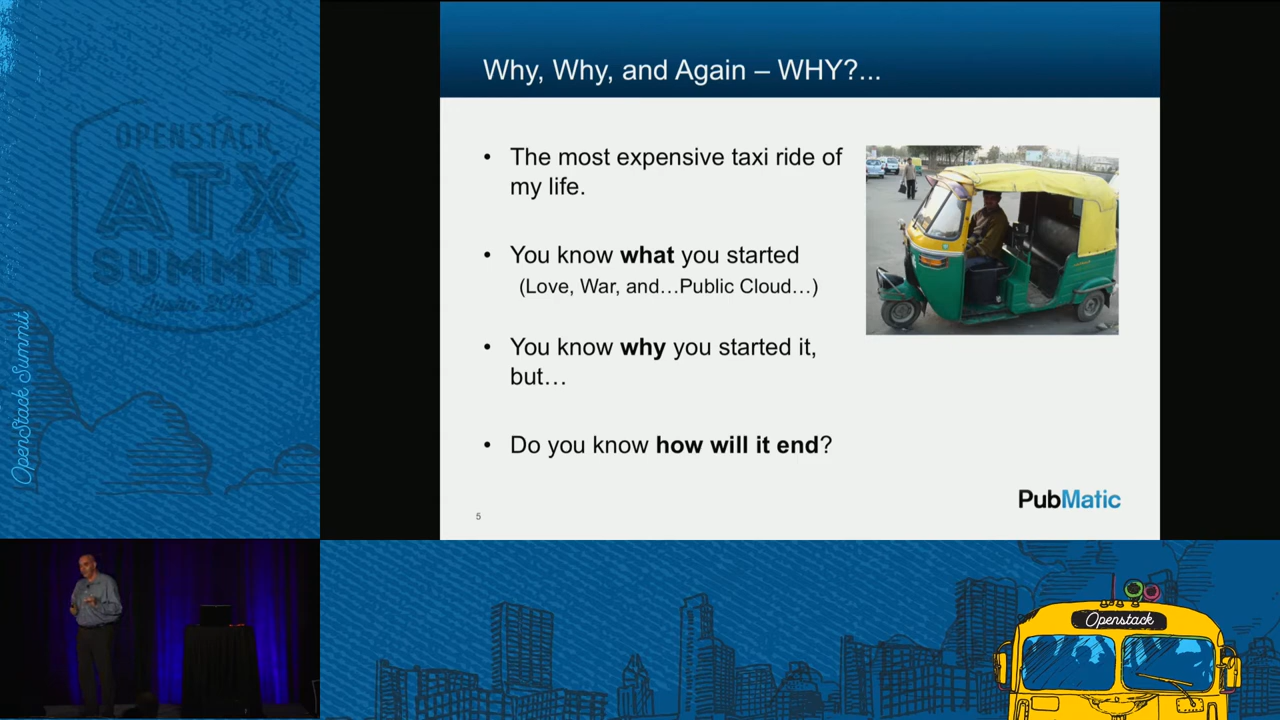 OPENSTACK
ATX
SUMMIT
OpenStack Summit
Why, Why, and Again – WHY?...
• The most expensive taxi ride of
my life.
• You know what you started
(Love, War, and…Public Cloud…)
• You know why you started it,
but…
• Do you know how will it end?
PubMatic
5
Openstack